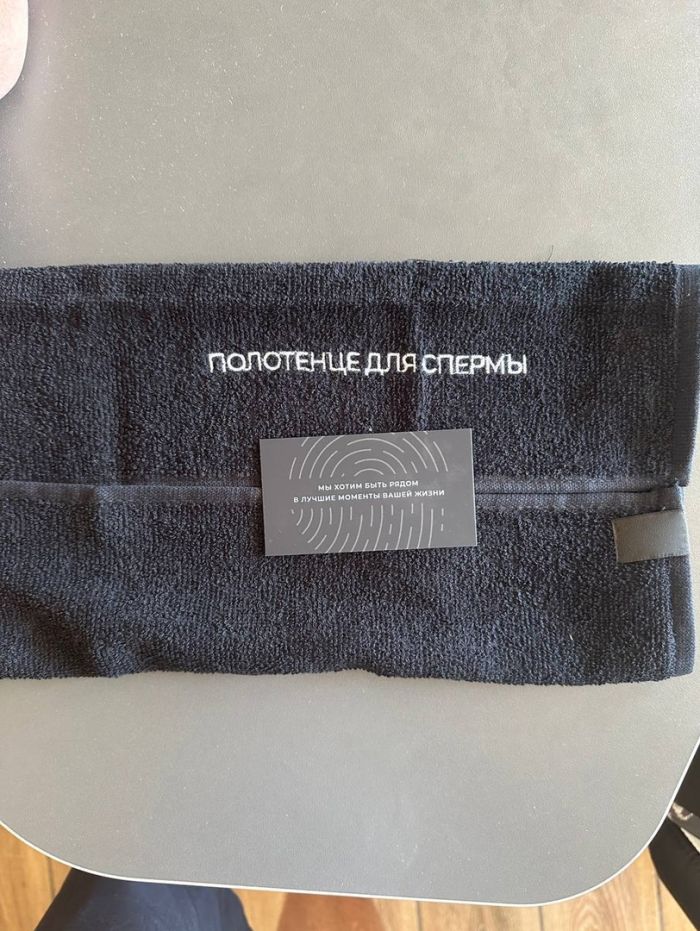 ПОЛОТЕНЦЕ ДЛЯ СПЕРМЫ
МЫ ХОТИМ БЫТЬ РЯДОМ
В ЛУЧШИЕ МОМЕНТЫ ВАШЕЙ ЖИЗНИ